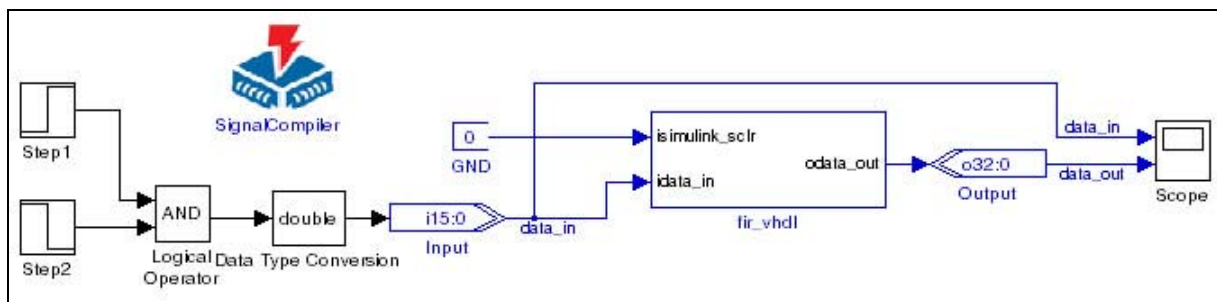 SignalCompiler
Step1
Step2
AND
Logical
Operator
double
Data Type Conversion
i15:0
Input
data_in
0
GND
isimulink_sclr
idata_in
odata_out
fir_vhdl
o32:0
Output
data_in
data_out
Scope